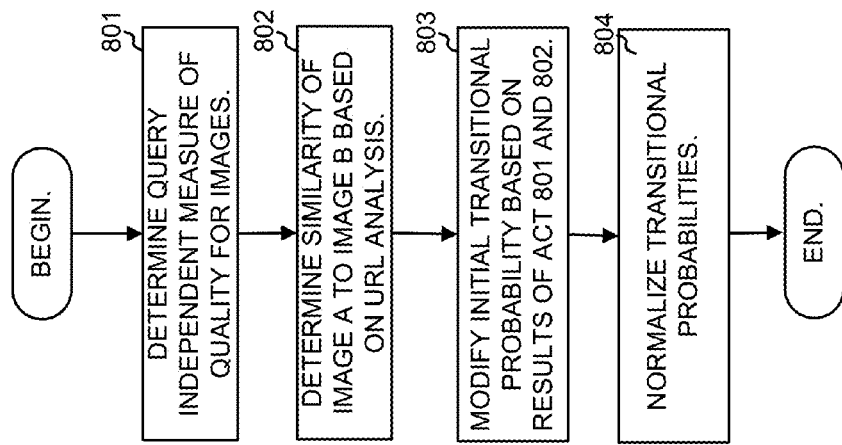 BEGIN.
801
DETERMINE QUERY
INDEPENDENT MEASURE OF
QUALITY FOR IMAGES.
802
DETERMINE SIMILARITY OF
IMAGE A TO IMAGE B BASED
ON URL ANALYSIS.
803
MODIFY INITIAL TRANSITIONAL
PROBABILITY BASED ON
RESULTS OF ACT 801 AND 802.
804
NORMALIZE TRANSITIONAL
PROBABILITIES.
END.